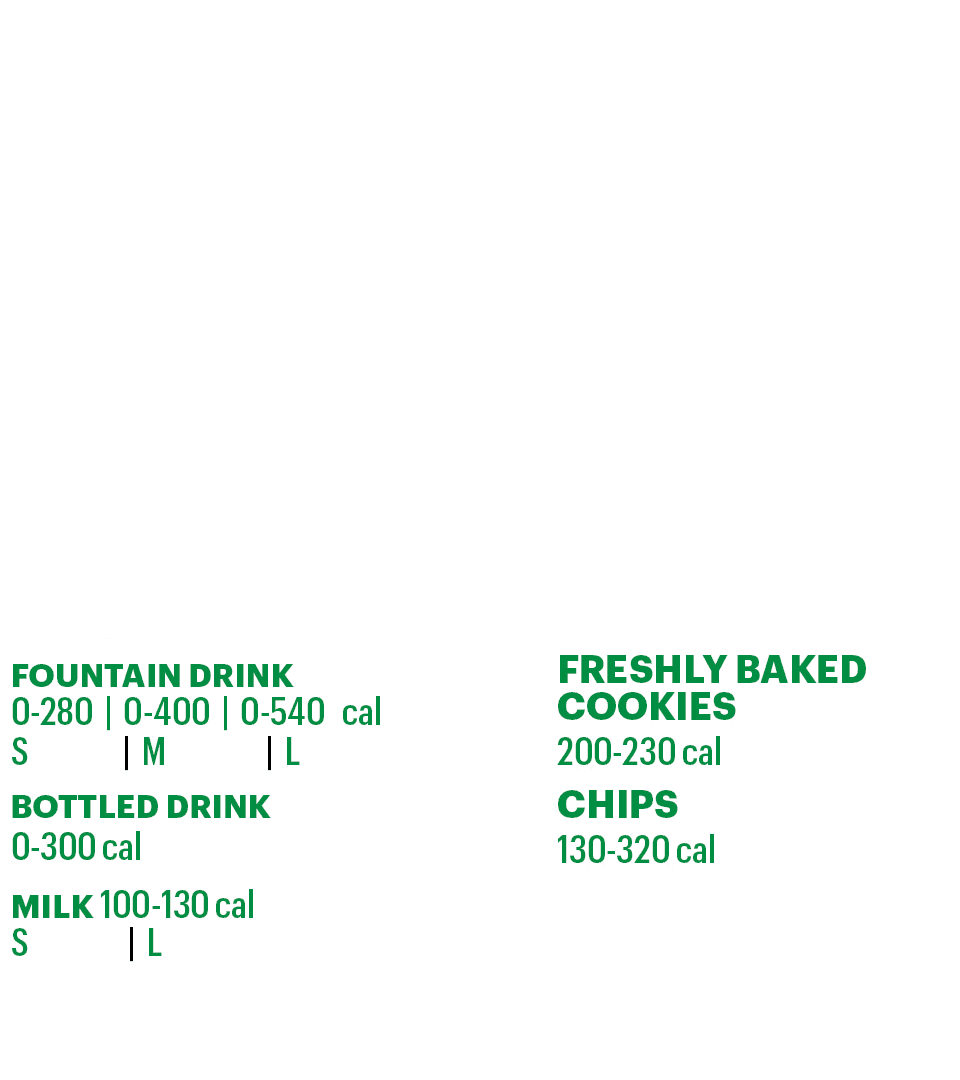 FOUNTAIN DRINK
0-280 | 0-400 | 0-540 cal
S | M | L
BOTTLED DRINK
0-300 cal
MILK 100-130 cal
S | L
FRESHLY BAKED
COOKIES
200-230 cal
CHIPS
130-320 cal